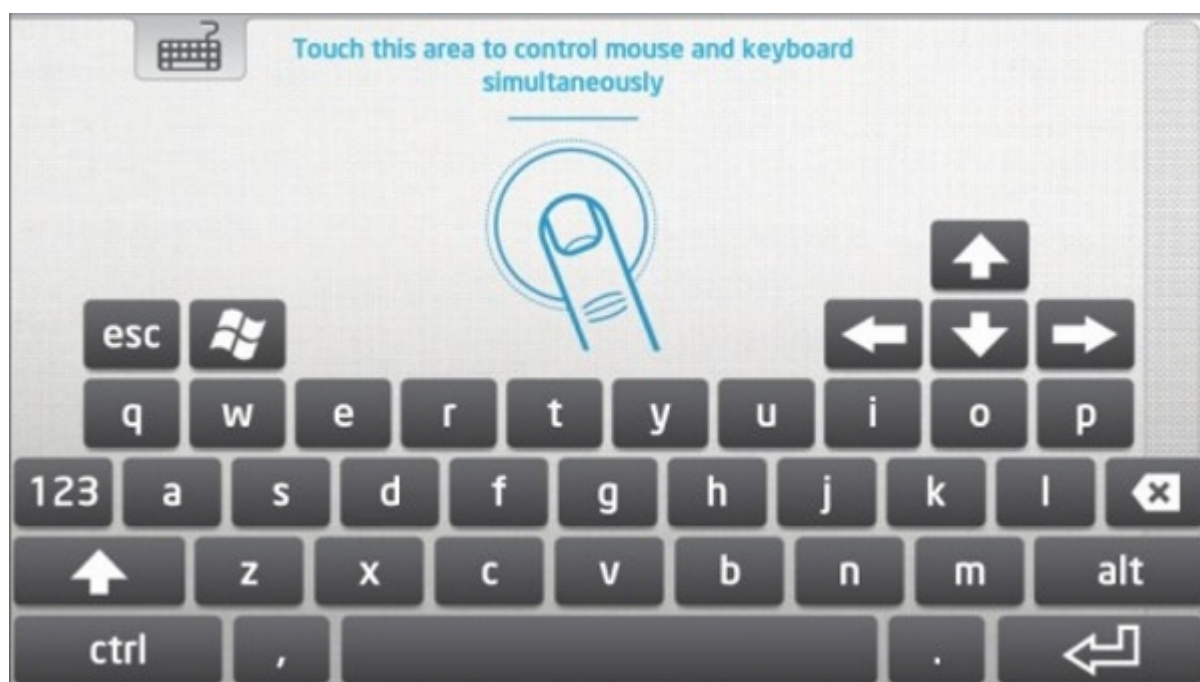 Touch this area to control mouse and keyboard
simultaneously
esc
q w e r t y u i o p
123 a s d f g h j k l
z x c v b n m alt
ctrl , .